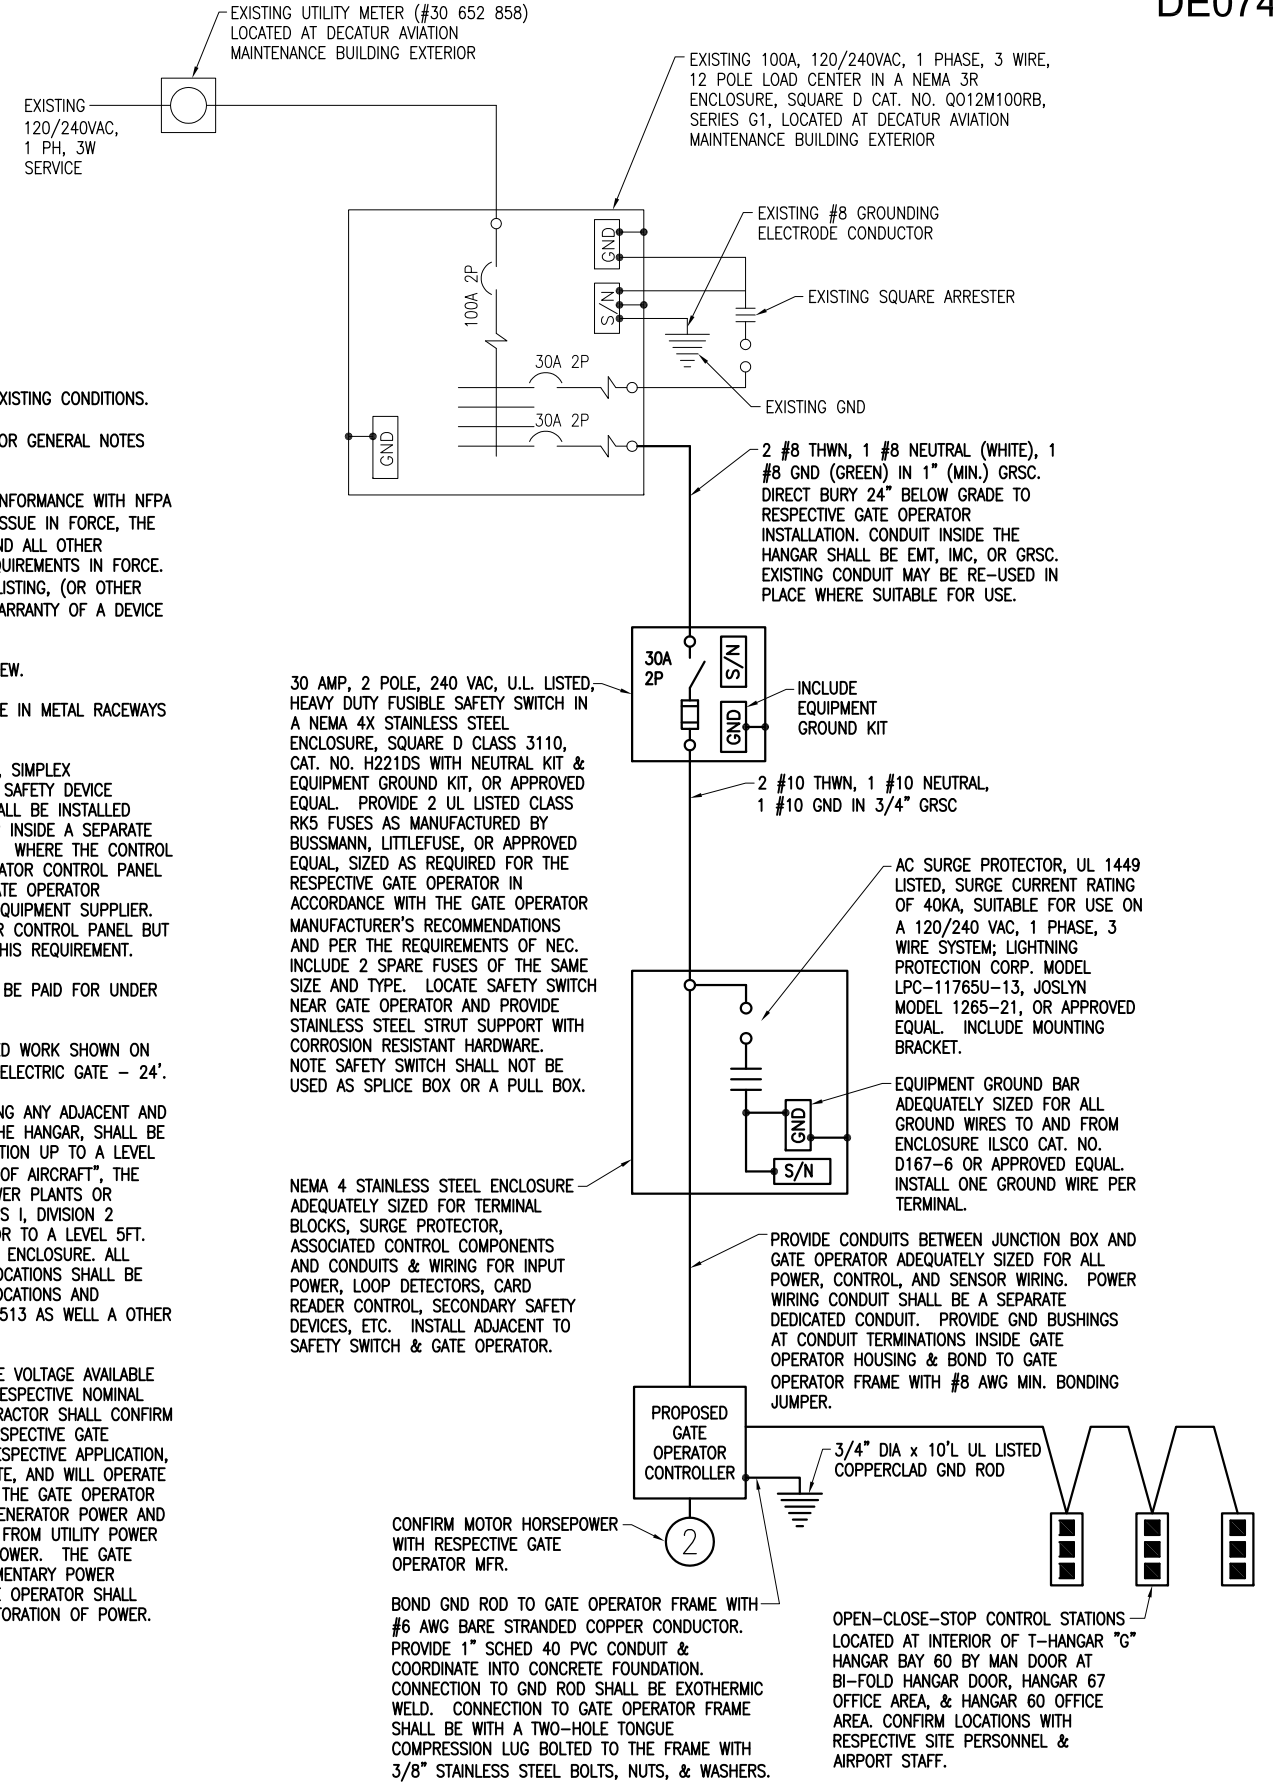 DE074
EXISTING UTILITY METER (#30 652 858)
LOCATED AT DECATUR AVIATION
MAINTENANCE BUILDING EXTERIOR
EXISTING
120/240VAC,
1 PH, 3W
SERVICE
EXISTING 100A, 120/240VAC, 1 PHASE, 3 WIRE,
12 POLE LOAD CENTER IN A NEMA 3R
ENCLOSURE, SQUARE D CAT. NO. QO12M100RB,
SERIES G1, LOCATED AT DECATUR AVIATION
MAINTENANCE BUILDING EXTERIOR
GND
EXISTING #8 GROUNDING
ELECTRODE CONDUCTOR
100A 2P
S/N
EXISTING SQUARE ARRESTER
30A 2P
30A 2P
GND
EXISTING GND
XISTING CONDITIONS.
OR GENERAL NOTES
NFORMANCE WITH NFPA
SSUE IN FORCE, THE
ND ALL OTHER
QUIREMENTS IN FORCE.
LISTING, (OR OTHER
ARRANTY OF A DEVICE
EW.
E IN METAL RACEWAYS
, SIMPLEX
SAFETY DEVICE
ALL BE INSTALLED
INSIDE A SEPARATE
WHERE THE CONTROL
ATOR CONTROL PANEL
ATE OPERATOR
QUIPMENT SUPPLIER.
R CONTROL PANEL BUT
HIS REQUIREMENT.
BE PAID FOR UNDER
ED WORK SHOWN ON
ELECTRIC GATE – 24'.
NG ANY ADJACENT AND
HE HANGAR, SHALL BE
TION UP TO A LEVEL
OF AIRCRAFT", THE
WER PLANTS OR
S I, DIVISION 2
OR TO A LEVEL 5FT.
ENCLOSURE. ALL
OCATIONS SHALL BE
OCATIONS AND
513 AS WELL A OTHER
E VOLTAGE AVAILABLE
ESPECTIVE NOMINAL
RACTOR SHALL CONFIRM
SPECTIVE GATE
ESPECTIVE APPLICATION,
TE, AND WILL OPERATE
THE GATE OPERATOR
ENERATOR POWER AND
FROM UTILITY POWER
OWER. THE GATE
MENTARY POWER
E OPERATOR SHALL
TORATION OF POWER.
2 #8 THWN, 1 #8 NEUTRAL (WHITE), 1
#8 GND (GREEN) IN 1" (MIN.) GRSC.
DIRECT BURY 24" BELOW GRADE TO
RESPECTIVE GATE OPERATOR
INSTALLATION. CONDUIT INSIDE THE
HANGAR SHALL BE EMT, IMC, OR GRSC.
EXISTING CONDUIT MAY BE RE–USED IN
PLACE WHERE SUITABLE FOR USE.
30A
2P
S/N
GND
INCLUDE
EQUIPMENT
GROUND KIT
30 AMP, 2 POLE, 240 VAC, U.L. LISTED,
HEAVY DUTY FUSIBLE SAFETY SWITCH IN
A NEMA 4X STAINLESS STEEL
ENCLOSURE, SQUARE D CLASS 3110,
CAT. NO. H221DS WITH NEUTRAL KIT &
EQUIPMENT GROUND KIT, OR APPROVED
EQUAL. PROVIDE 2 UL LISTED CLASS
RK5 FUSES AS MANUFACTURED BY
BUSSMANN, LITTLEFUSE, OR APPROVED
EQUAL, SIZED AS REQUIRED FOR THE
RESPECTIVE GATE OPERATOR IN
ACCORDANCE WITH THE GATE OPERATOR
MANUFACTURER'S RECOMMENDATIONS
AND PER THE REQUIREMENTS OF NEC.
INCLUDE 2 SPARE FUSES OF THE SAME
SIZE AND TYPE. LOCATE SAFETY SWITCH
NEAR GATE OPERATOR AND PROVIDE
STAINLESS STEEL STRUT SUPPORT WITH
CORROSION RESISTANT HARDWARE.
NOTE SAFETY SWITCH SHALL NOT BE
USED AS SPLICE BOX OR A PULL BOX.
2 #10 THWN, 1 #10 NEUTRAL,
1 #10 GND IN 3/4" GRSC
AC SURGE PROTECTOR, UL 1449
LISTED, SURGE CURRENT RATING
OF 40KA, SUITABLE FOR USE ON
A 120/240 VAC, 1 PHASE, 3
WIRE SYSTEM; LIGHTNING
PROTECTION CORP. MODEL
LPC–11765U–13, JOSLYN
MODEL 1265–21, OR APPROVED
EQUAL. INCLUDE MOUNTING
BRACKET.
GND
S/N
EQUIPMENT GROUND BAR
ADEQUATELY SIZED FOR ALL
GROUND WIRES TO AND FROM
ENCLOSURE ILSCO CAT. NO.
D167–6 OR APPROVED EQUAL.
INSTALL ONE GROUND WIRE PER
TERMINAL.
NEMA 4 STAINLESS STEEL ENCLOSURE
ADEQUATELY SIZED FOR TERMINAL
BLOCKS, SURGE PROTECTOR,
ASSOCIATED CONTROL COMPONENTS
AND CONDUITS & WIRING FOR INPUT
POWER, LOOP DETECTORS, CARD
READER CONTROL, SECONDARY SAFETY
DEVICES, ETC. INSTALL ADJACENT TO
SAFETY SWITCH & GATE OPERATOR.
PROVIDE CONDUITS BETWEEN JUNCTION BOX AND
GATE OPERATOR ADEQUATELY SIZED FOR ALL
POWER, CONTROL, AND SENSOR WIRING. POWER
WIRING CONDUIT SHALL BE A SEPARATE
DEDICATED CONDUIT. PROVIDE GND BUSHINGS
AT CONDUIT TERMINATIONS INSIDE GATE
OPERATOR HOUSING & BOND TO GATE
OPERATOR FRAME WITH #8 AWG MIN. BONDING
JUMPER.
PROPOSED
GATE
OPERATOR
CONTROLLER
3/4" DIA x 10'L UL LISTED
COPPERCLAD GND ROD
CONFIRM MOTOR HORSEPOWER
WITH RESPECTIVE GATE
OPERATOR MFR.
2
BOND GND ROD TO GATE OPERATOR FRAME WITH
#6 AWG BARE STRANDED COPPER CONDUCTOR.
PROVIDE 1" SCHED 40 PVC CONDUIT &
COORDINATE INTO CONCRETE FOUNDATION.
CONNECTION TO GND ROD SHALL BE EXOTHERMIC
WELD. CONNECTION TO GATE OPERATOR FRAME
SHALL BE WITH A TWO–HOLE TONGUE
COMPRESSION LUG BOLTED TO THE FRAME WITH
3/8" STAINLESS STEEL BOLTS, NUTS, & WASHERS.
OPEN–CLOSE–STOP CONTROL STATIONS
LOCATED AT INTERIOR OF T–HANGAR "G"
HANGAR BAY 60 BY MAN DOOR AT
BI–FOLD HANGAR DOOR, HANGAR 67
OFFICE AREA, & HANGAR 60 OFFICE
AREA. CONFIRM LOCATIONS WITH
RESPECTIVE SITE PERSONNEL &
AIRPORT STAFF.